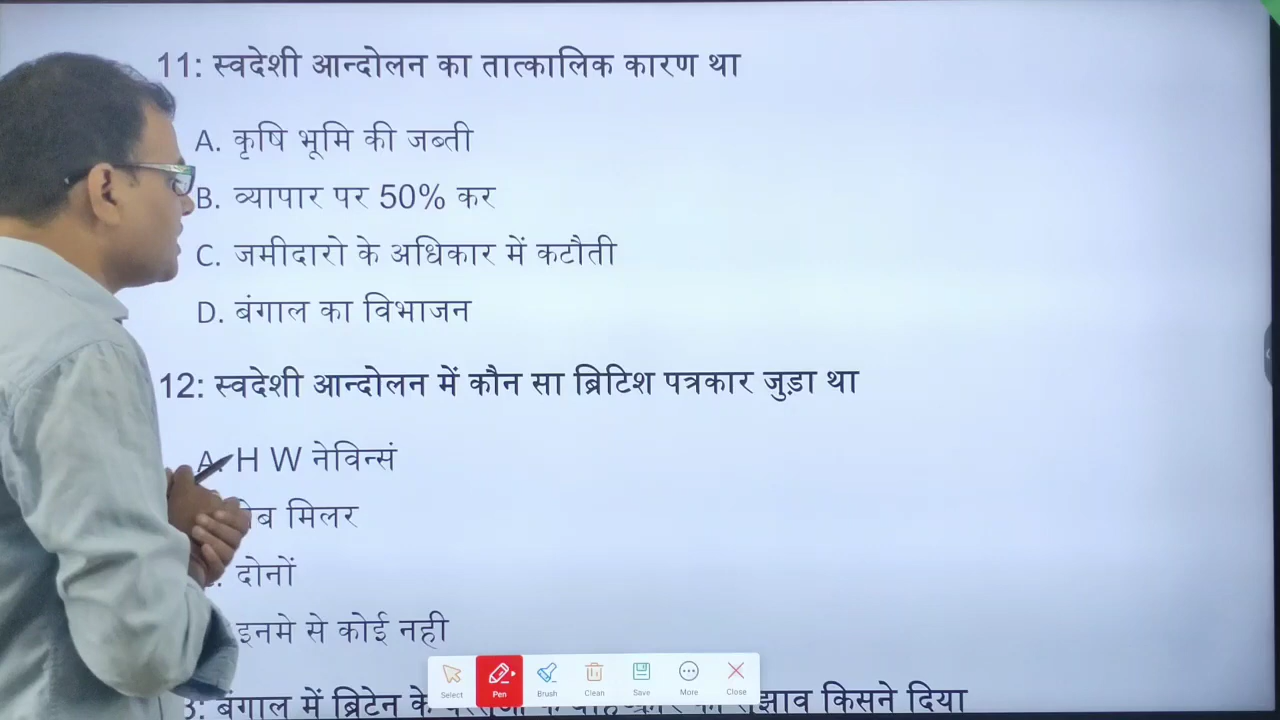 11: स्वदेशी आन्दोलन का तात्कालिक कारण था
A. कृषि भूमि की जब्ती
B. व्यापार पर 50% कर
C. जमीदारो के अधिकार में कटौती
D. बंगाल का विभाजन
12: स्वदेशी आन्दोलन में कौन सा ब्रिटिश पत्रकार जुड़ा था
A. H W नेविन्सं
मिलर
दोनों
इनमे से कोई नही
Select Pen Brush Clean Save More Close
3: बंगाल में ब्रिटेन के किसने दिया